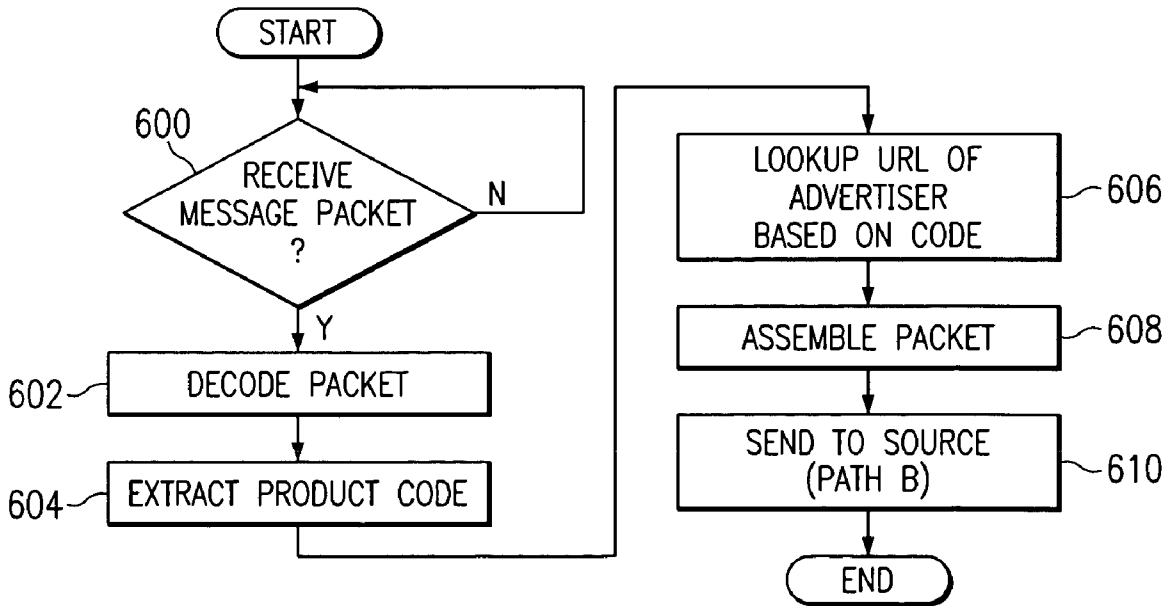 START
600
RECEIVE
MESSAGE PACKET
?
N
Y
602
DECODE PACKET
604
EXTRACT PRODUCT CODE
LOOKUP URL OF
ADVERTISER
BASED ON CODE
606
ASSEMBLE PACKET
608
SEND TO SOURCE
(PATH B)
610
END